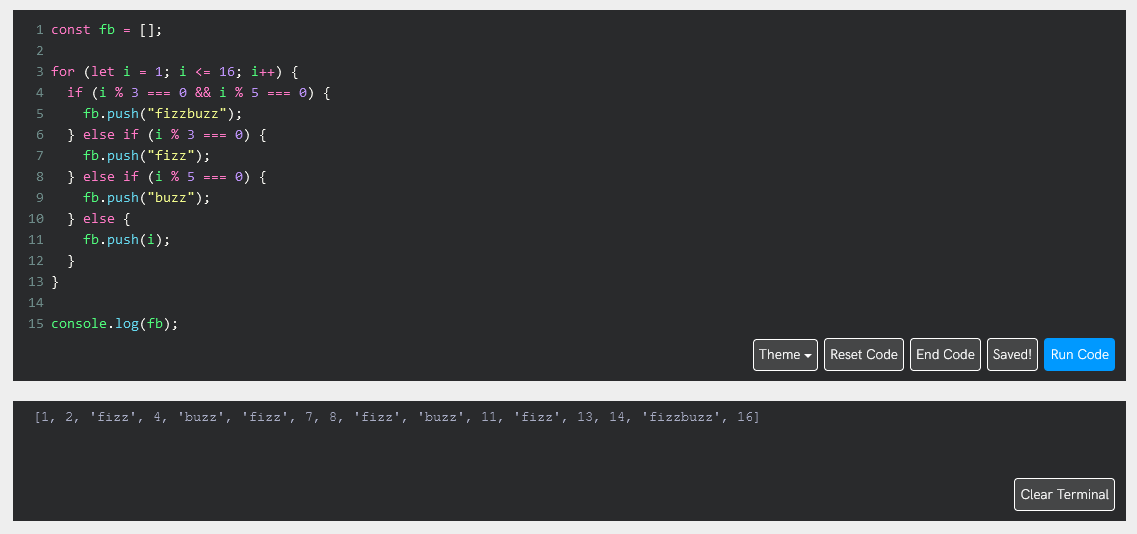 1 const fb = [];
2
3 for (let i = 1; i <= 16; i++) {
4   if (i % 3 === 0 && i % 5 === 0) {
5     fb.push("fizzbuzz");
6   } else if (i % 3 === 0) {
7     fb.push("fizz");
8   } else if (i % 5 === 0) {
9     fb.push("buzz");
10   } else {
11     fb.push(i);
12   }
13 }
14
15 console.log(fb);
Theme Reset Code End Code Saved! Run Code
[1, 2, 'fizz', 4, 'buzz', 'fizz', 7, 8, 'fizz', 'buzz', 11, 'fizz', 13, 14, 'fizzbuzz', 16]
Clear Terminal